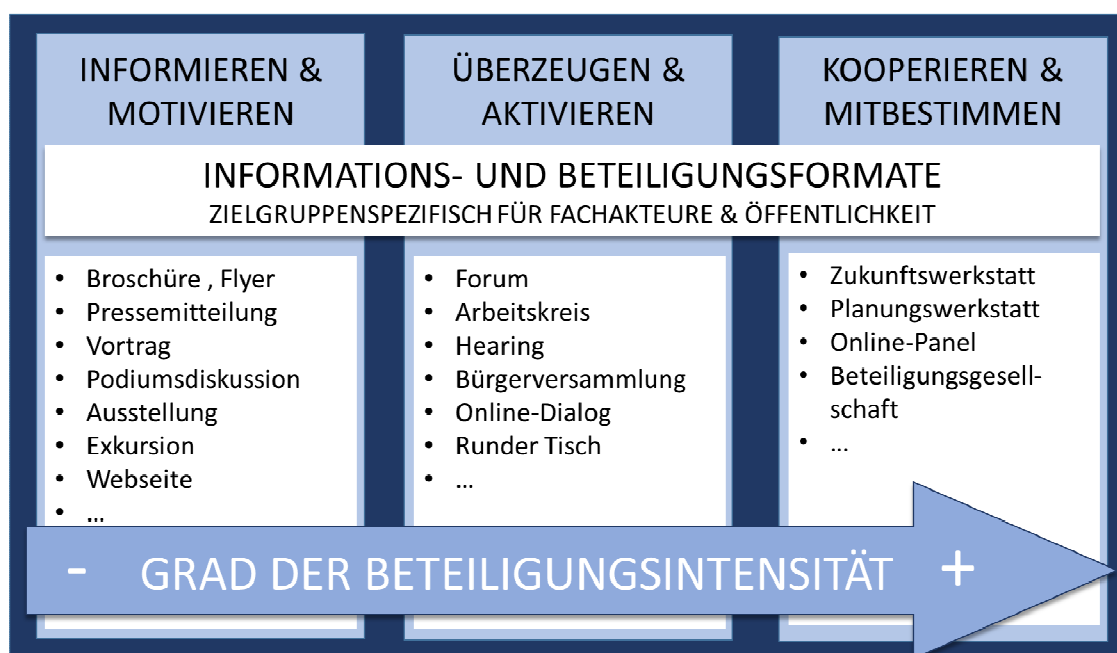 INFORMIEREN &
MOTIVIEREN
ÜBERZEUGEN &
AKTIVIEREN
KOOPERIEREN &
MITBESTIMMEN
INFORMATIONS- UND BETEILIGUNGSFORMATE
ZIELGRUPPENSPEZIFISCH FÜR FACHAKTEURE & ÖFFENTLICHKEIT
• Broschüre , Flyer
• Pressemitteilung
• Vortrag
• Podiumsdiskussion
• Ausstellung
• Exkursion
• Webseite
• ...
• Forum
• Arbeitskreis
• Hearing
• Bürgerversammlung
• Online-Dialog
• Runder Tisch
• ...
• Zukunftswerkstatt
• Planungswerkstatt
• Online-Panel
• Beteiligungsgesell-
schaft
• ...
- GRAD DER BETEILIGUNGSINTENSITÄT +